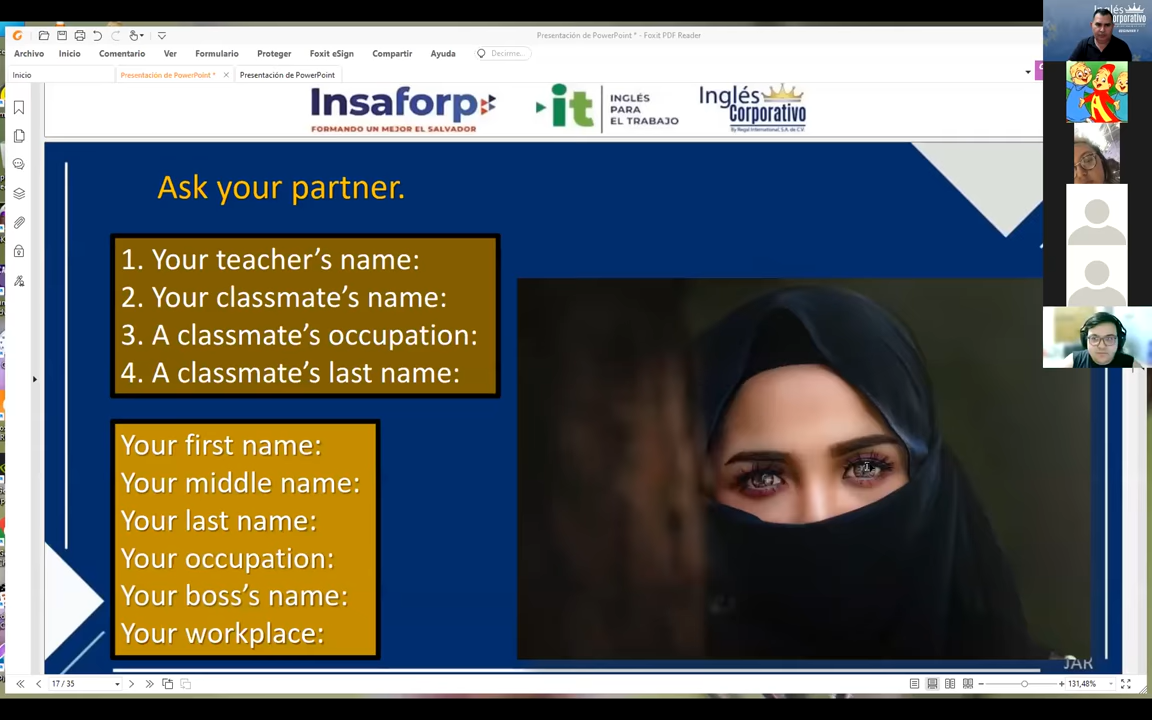 Presentación de PowerPoint * - Foxit PDF Reader
Archivo Inicio Comentario Ver Formulario Proteger Foxit eSign Compartir Ayuda Decirme...
Inicio Presentación de PowerPoint * × Presentación de PowerPoint
Insaforp
FORMANDO UN MEJOR EL SALVADOR
it INGLÉS PARA EL TRABAJO
Inglés Corporativo
By Regal International, S.A. de C.V.
Ask your partner.
1. Your teacher's name:
2. Your classmate's name:
3. A classmate's occupation:
4. A classmate's last name:
Your first name:
Your middle name:
Your last name:
Your occupation:
Your boss's name:
Your workplace:
JAR
17 / 35
131,48%
Inglés
Corporativo